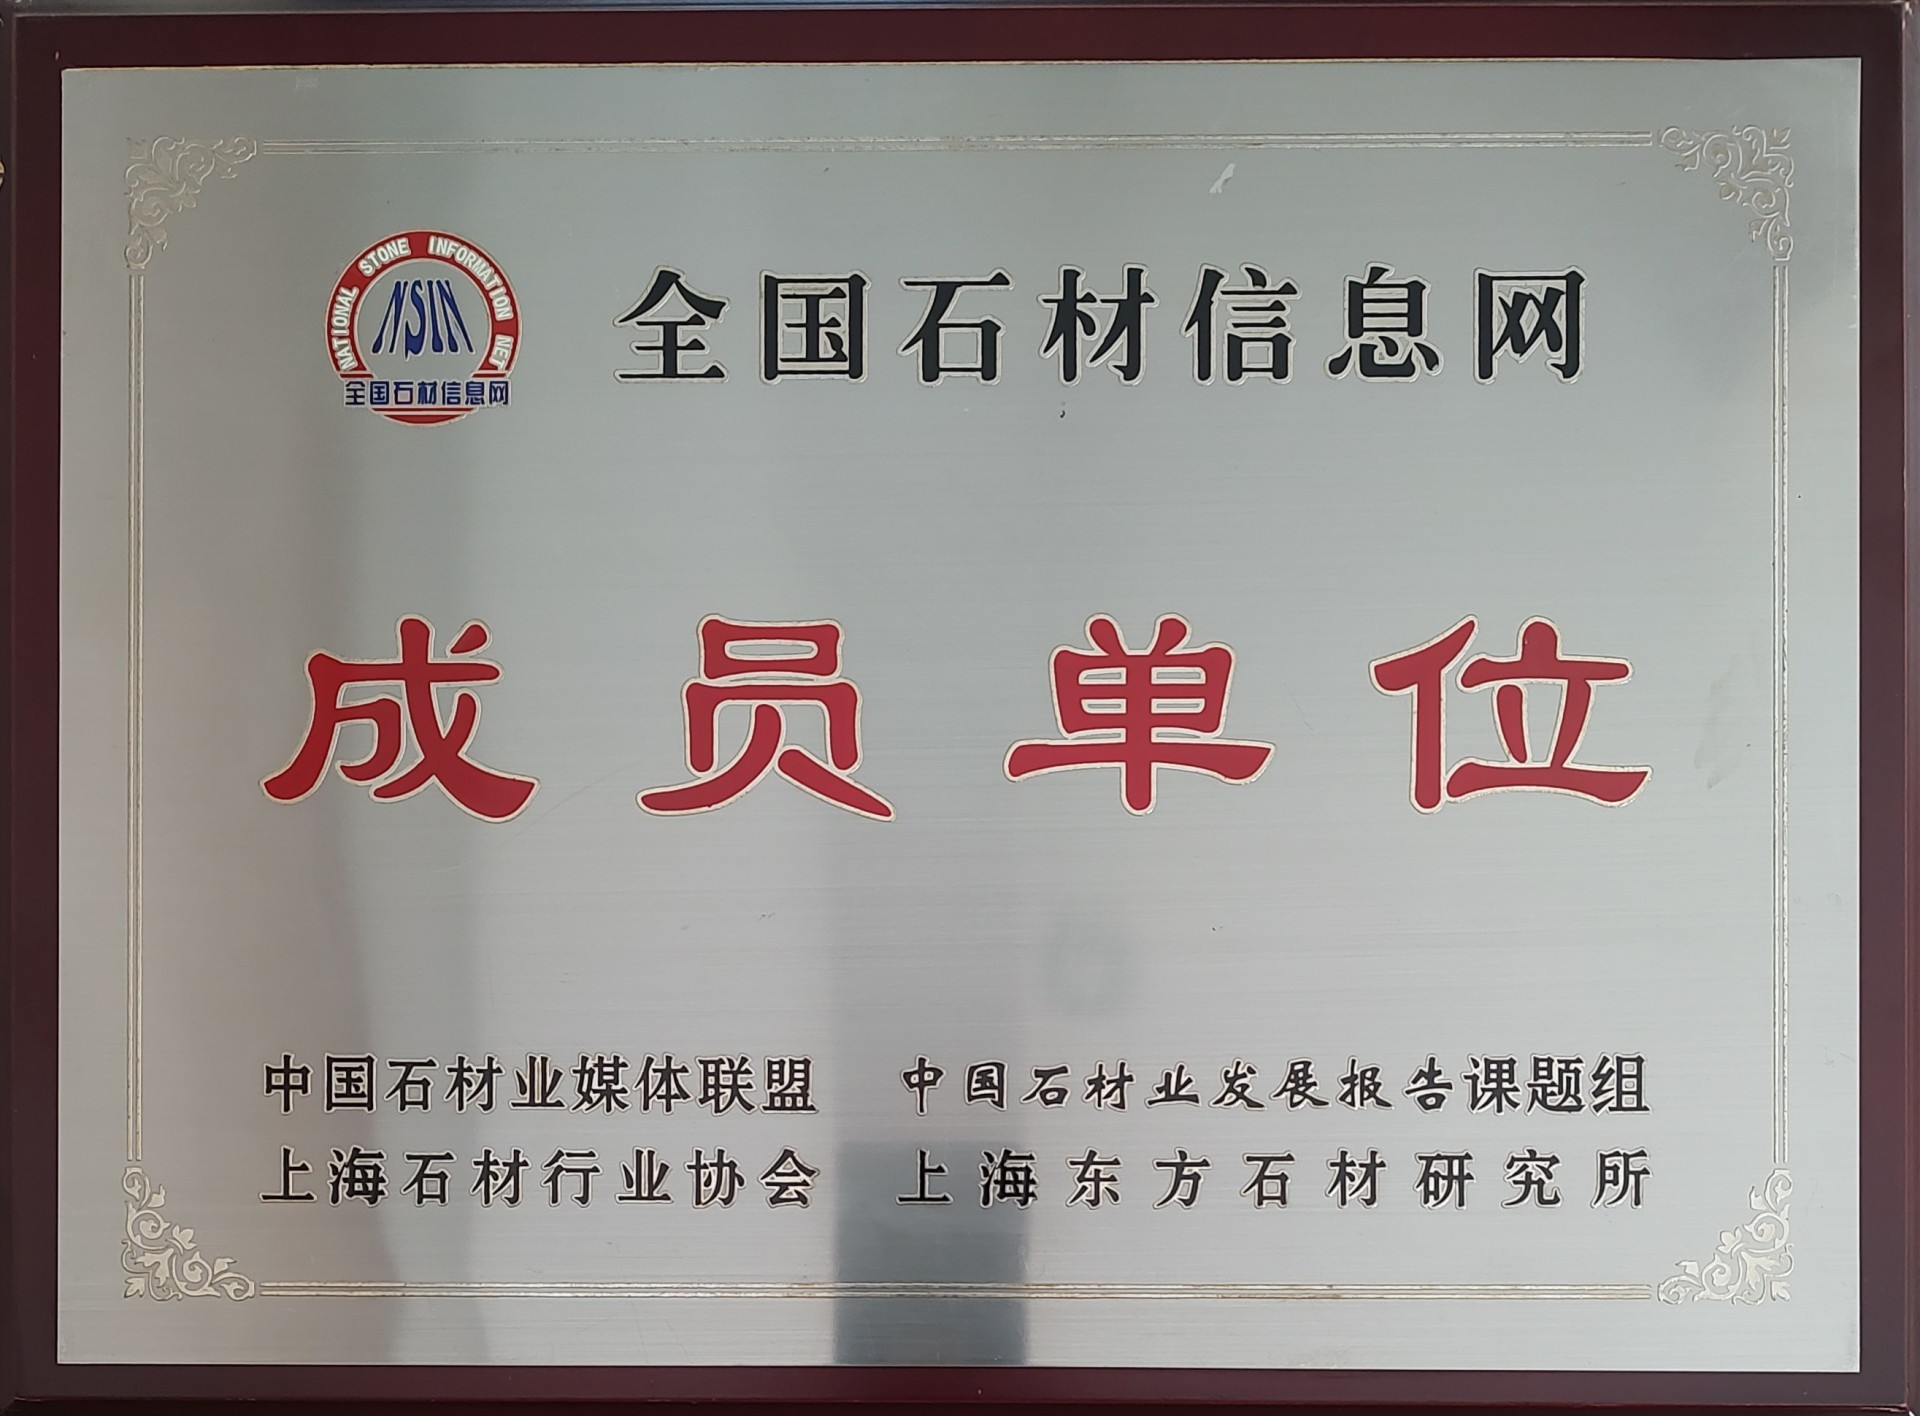 NATIONAL STONE INFORMATION NET
NSIN
全国石材信息网
全国石材信息网
成员单位
中国石材业媒体联盟 中国石材业发展报告课题组
上海石材行业协会 上海东方石材研究所